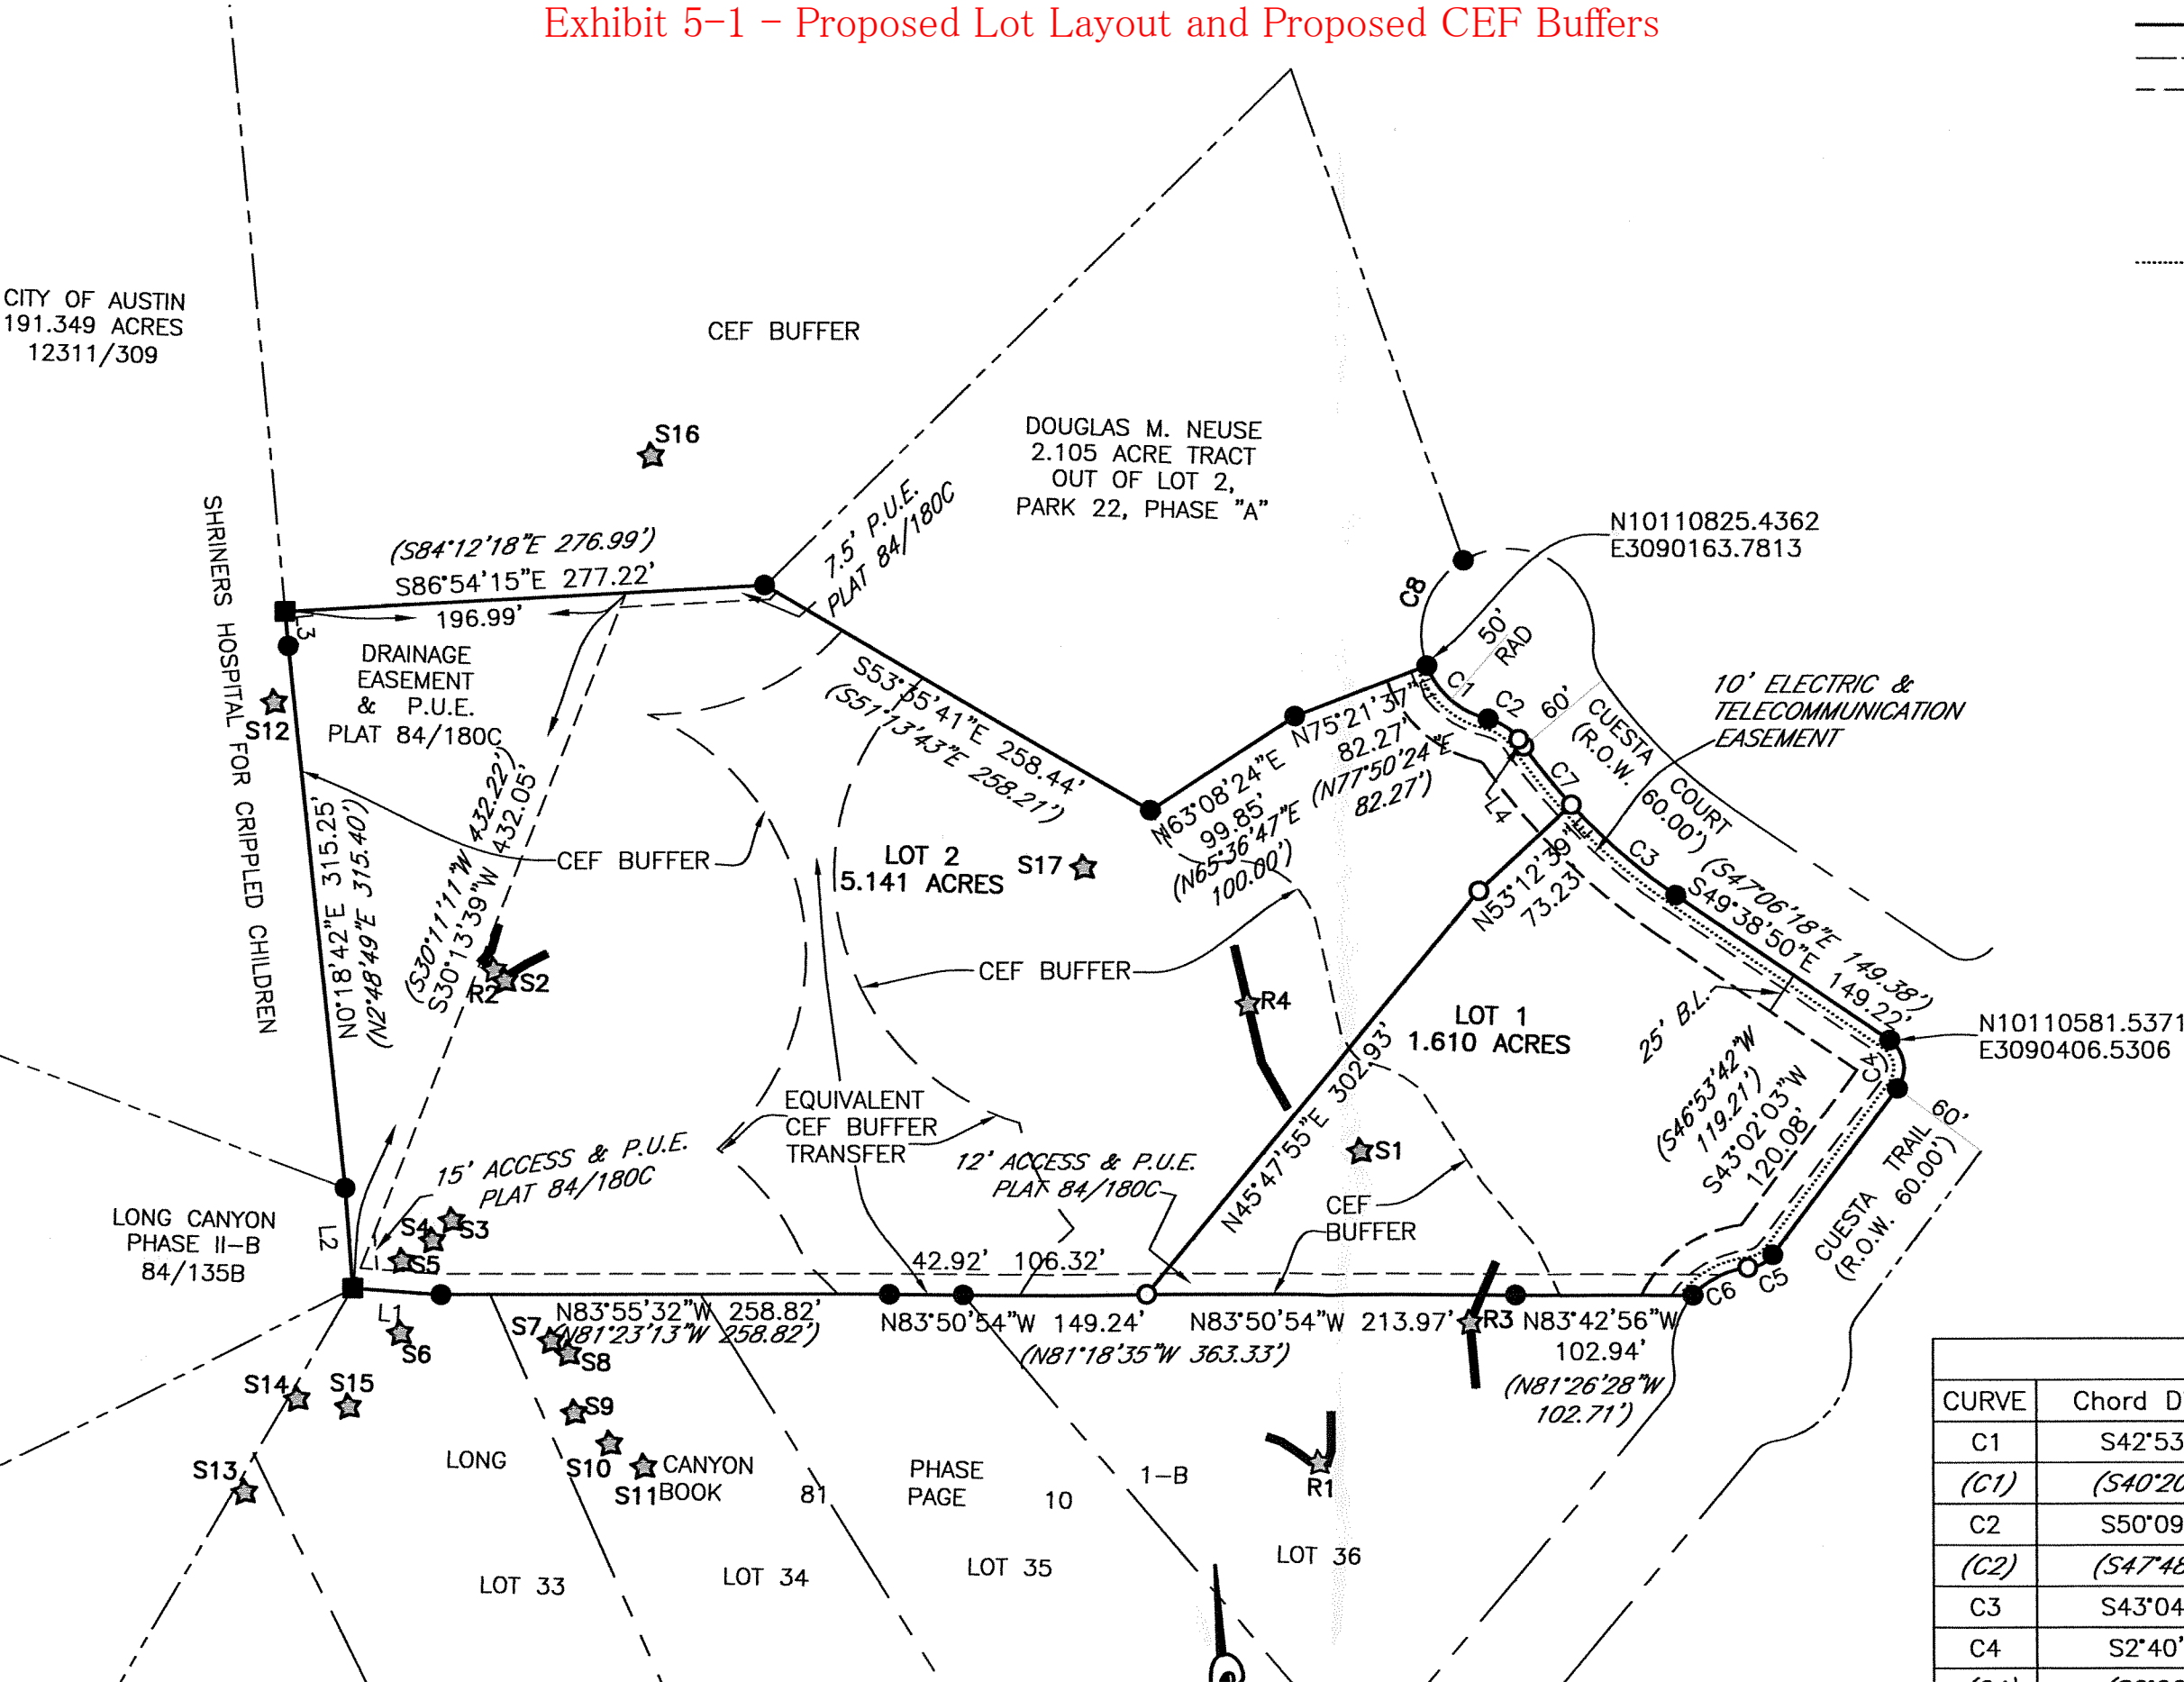 Exhibit 5-1 - Proposed Lot Layout and Proposed CEF Buffers
CITY OF AUSTIN
191.349 ACRES
12311/309
CEF BUFFER
S16
DOUGLAS M. NEUSE
2.105 ACRE TRACT
OUT OF LOT 2,
PARK 22, PHASE "A"
7.5' P.U.E.
PLAT 84/180C
N10110825.4362
E3090163.7813
(S84°12'18"E 276.99')
S86°54'15"E 277.22'
196.99'
L3
SHRINERS HOSPITAL FOR CRIPPLED CHILDREN
DRAINAGE
EASEMENT
& P.U.E.
PLAT 84/180C
S12
C8
50'
RAD
C1
C2
60'
CUESTA COURT
(R.O.W. 60.00')
10' ELECTRIC &
TELECOMMUNICATION
EASEMENT
S53°35'41"E 258.44'
(S51°13'43"E 258.21')
N75°21'37"E
82.27'
(N77°50'24"E
82.27')
N63°08'24"E
99.85'
(N65°36'47"E
100.00')
L4
C7
C3
N53°12'39"E
73.23'
(S47°06'18"E 149.38')
S49°38'50"E 149.22'
N0°18'42"E 315.25'
(N2°48'49"E 315.40')
(S30°11'11"W 432.22')
S30°13'39"W 432.05'
CEF BUFFER
LOT 2
5.141 ACRES
S17
R2
S2
CEF BUFFER
R4
LOT 1
1.610 ACRES
25' B.L.
N10110581.5371
E3090406.5306
C4
(S46°53'42"W
119.21')
S43°02'03"W
120.08'
60'
CUESTA TRAIL
(R.O.W. 60.00')
N45°47'55"E 302.93'
EQUIVALENT
CEF BUFFER
TRANSFER
S1
15' ACCESS & P.U.E.
PLAT 84/180C
12' ACCESS & P.U.E.
PLAT 84/180C
CEF
BUFFER
LONG CANYON
PHASE II-B
84/135B
L2
S4
S3
S5
42.92'
106.32'
C6
C5
L1
S6
N83°55'32"W 258.82'
(N81°23'13"W 258.82')
N83°50'54"W 149.24'
N83°50'54"W 213.97'
(N81°18'35"W 363.33')
R3
N83°42'56"W
102.94'
(N81°26'28"W
102.71')
S7
S8
S14
S15
S9
S10
S11
S13
LONG
CANYON
BOOK
81
PHASE
PAGE
10
1-B
R1
LOT 33
LOT 34
LOT 35
LOT 36
CURVE
Chord D
C1
S42°53
(C1)
(S40°20
C2
S50°09
(C2)
(S47°48
C3
S43°04
C4
S2°40'